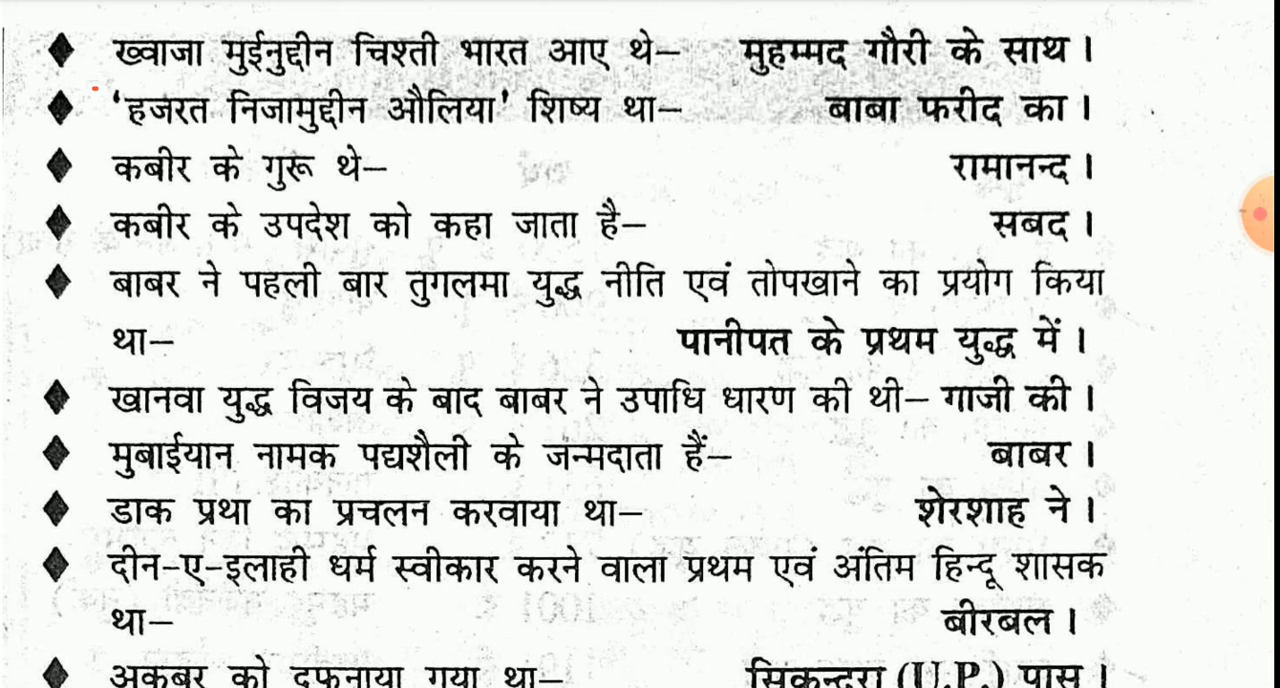 ♦ ख्वाजा मुईनुद्दीन चिश्ती भारत आए थे– मुहम्मद गौरी के साथ।
♦ ‘हजरत निजामुद्दीन औलिया’ शिष्य था– बाबा फरीद का।
♦ कबीर के गुरू थे– रामानन्द।
♦ कबीर के उपदेश को कहा जाता है– सबद।
♦ बाबर ने पहली बार तुगलमा युद्ध नीति एवं तोपखाने का प्रयोग किया
था– पानीपत के प्रथम युद्ध में।
♦ खानवा युद्ध विजय के बाद बाबर ने उपाधि धारण की थी– गाजी की।
♦ मुबाईयान नामक पद्यशैली के जन्मदाता हैं– बाबर।
♦ डाक प्रथा का प्रचलन करवाया था– शेरशाह ने।
♦ दीन-ए-इलाही धर्म स्वीकार करने वाला प्रथम एवं अंतिम हिन्दू शासक
था– बीरबल।
♦ अकबर को दफनाया गया था– सिकन्दरा (U.P.) पास।